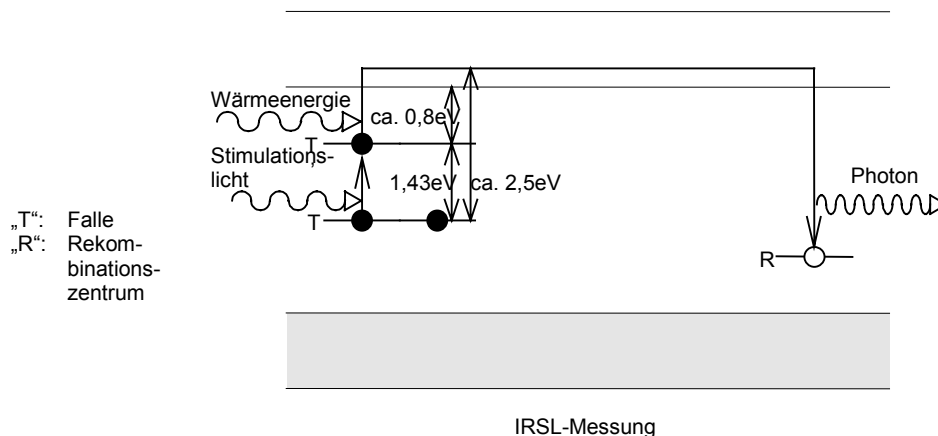 Wärmeenergie
ca. 0,8eV
T,
Stimulations-
licht
1,43eV
ca. 2,5eV
Photon
„T“: Falle
T
„R“: Rekom-
binations-
zentrum
R
IRSL-Messung